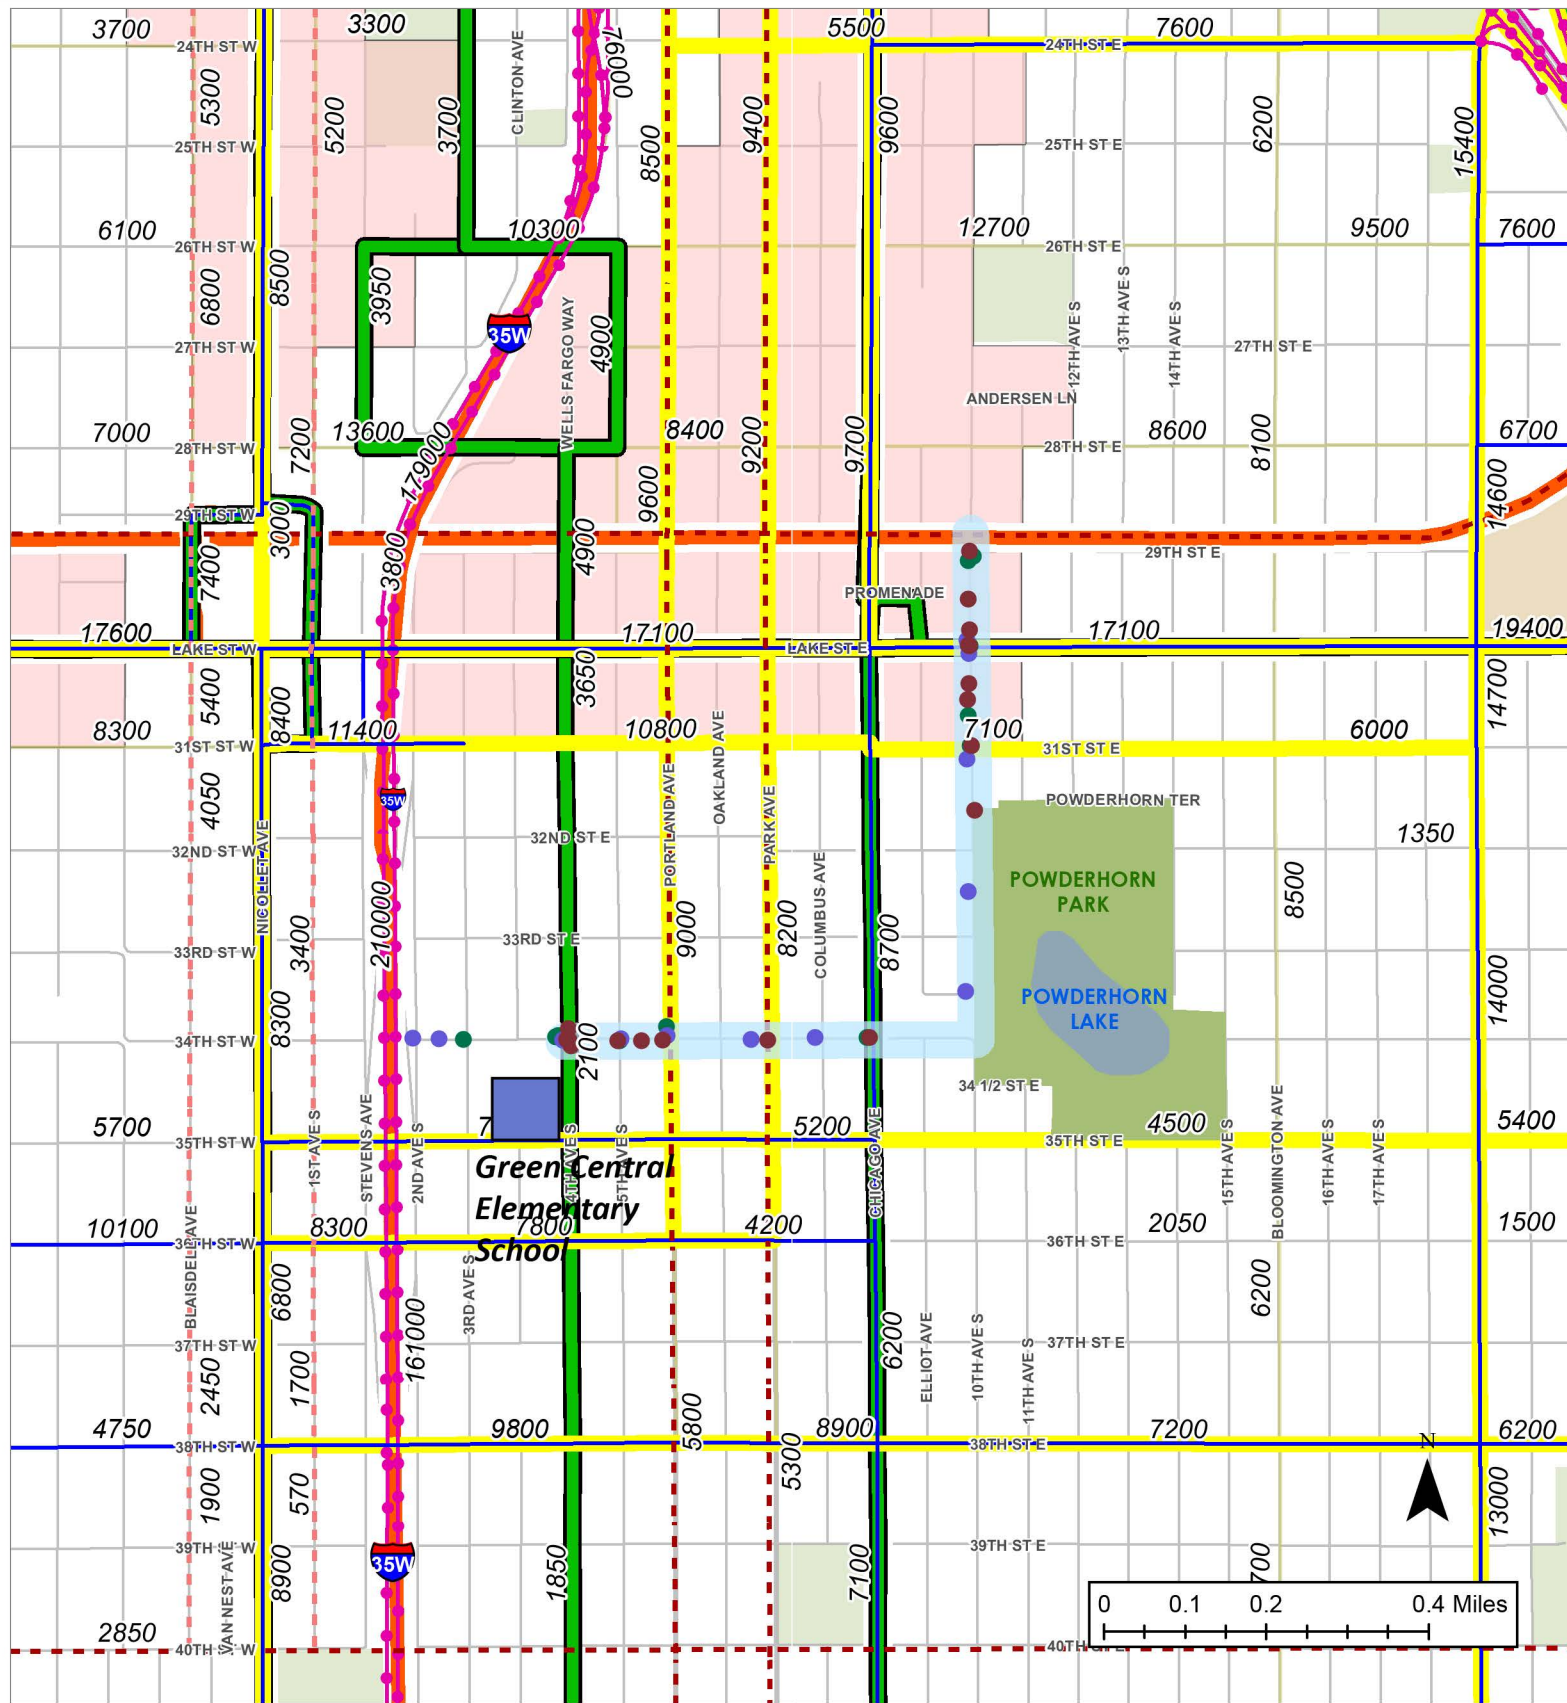 3700
3300
5500
7600
24TH ST W
24TH ST E
5300
5200
3700
CLINTON AVE
76000
8500
9400
9600
6200
15400
25TH ST W
25TH ST E
6100
10300
12700
9500
7600
26TH ST W
26TH ST E
6800
8500
3950
35W
WELLS FARGO WAY
4900
12TH AVE S
13TH AVE S
14TH AVE S
27TH ST W
27TH ST E
ANDERSEN LN
7000
7200
13600
179000
8400
9200
9700
8600
8100
6700
28TH ST W
28TH ST E
9600
14600
29TH ST W
3000
7400
3800
4900
29TH ST E
PROMENADE
17600
17100
17100
19400
LAKE ST W
LAKE ST E
5400
8400
3650
14700
8300
11400
10800
7100
6000
31ST ST W
31ST ST E
OAKLAND AVE
4050
35W
PORTLAND AVE
PARK AVE
POWDERHORN TER
32ND ST W
32ND ST E
1350
NICOLLET AVE
COLUMBUS AVE
POWDERHORN
PARK
8500
3400
210000
9000
8200
8700
33RD ST W
33RD ST E
POWDERHORN
LAKE
14000
8300
34TH ST W
2100
34 1/2 ST E
5700
7
5200
4500
5400
35TH ST W
35TH ST E
1ST AVE S
STEVENS AVE
2ND AVE S
4TH AVE S
5TH AVE S
CHICAGO AVE
15TH AVE S
BLOOMINGTON AVE
16TH AVE S
17TH AVE S
Green Central
Elementary
School
10100
8300
7800
4200
2050
1500
36TH ST W
36TH ST E
BLAISDELL AVE
6800
3RD AVE S
161000
6200
ELLIOT AVE
10TH AVE S
11TH AVE S
6200
37TH ST W
37TH ST E
2450
1700
5800
4750
9800
8900
7200
6200
38TH ST W
38TH ST E
N
1900
570
5300
13000
39TH ST W
39TH ST E
VAN NEST AVE
8900
35W
1850
7100
700
0 0.1 0.2 0.4 Miles
2850
40TH ST W
40TH